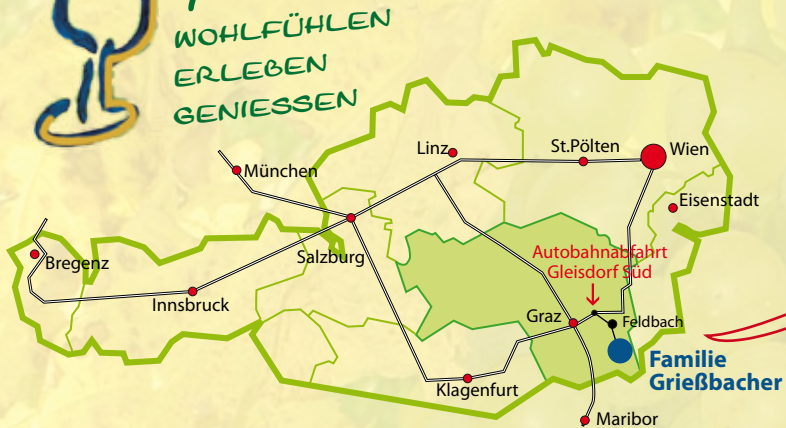 WOHLFÜHLEN
ERLEBEN
GENIESSEN
Linz
St.Pölten
Wien
München
Eisenstadt
Bregenz
Salzburg
Autobahnabfahrt
Gleisdorf Süd
Innsbruck
Graz
Feldbach
Familie
Grießbacher
Klagenfurt
Maribor